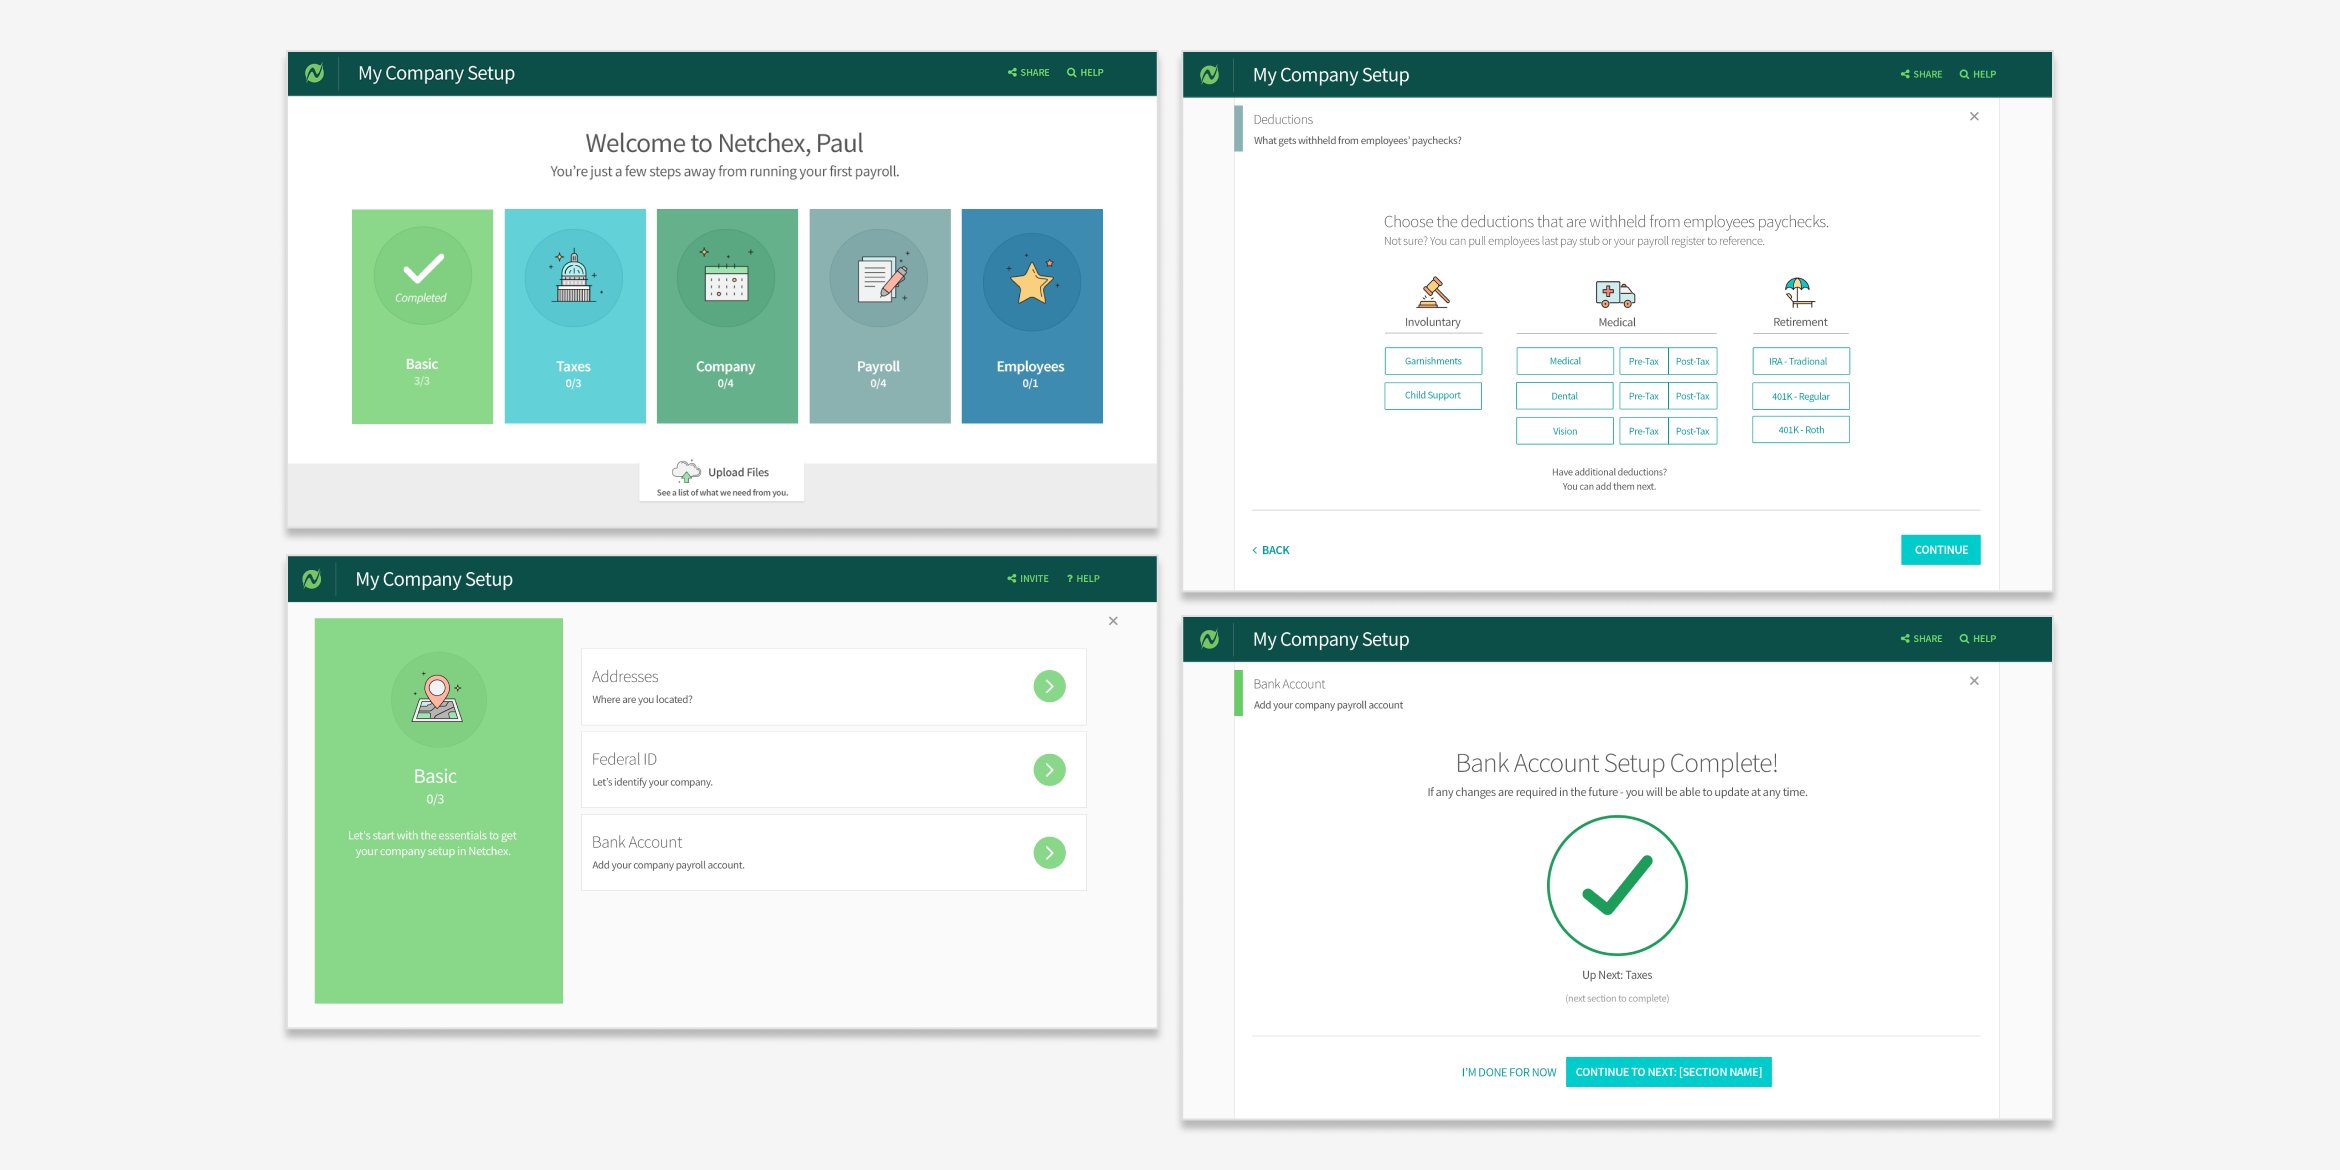 My Company Setup
SHARE
HELP
Welcome to Netchex, Paul
You're just a few steps away from running your first payroll.
Completed
Basic
3/3
Taxes
0/3
Company
0/4
Payroll
0/4
Employees
0/1
Upload Files
See a list of what we need from you.
My Company Setup
INVITE
? HELP
Basic
0/3
Let's start with the essentials to get
your company setup in Netchex.
Addresses
Where are you located?
Federal ID
Let's identify your company.
Bank Account
Add your company payroll account.
My Company Setup
SHARE
HELP
Deductions
What gets withheld from employees' paychecks?
Choose the deductions that are withheld from employees paychecks.
Not sure? You can pull employees last pay stub or your payroll register to reference.
Involuntary
Garnishments
Child Support
Medical
Medical
Pre-Tax
Post-Tax
Dental
Pre-Tax
Post-Tax
Vision
Pre-Tax
Post-Tax
Retirement
IRA - Tradional
401K - Regular
401K - Roth
Have additional deductions?
You can add them next.
BACK
CONTINUE
My Company Setup
SHARE
HELP
Bank Account
Add your company payroll account
Bank Account Setup Complete!
If any changes are required in the future - you will be able to update at any time.
Up Next: Taxes
(next section to complete)
I'M DONE FOR NOW
CONTINUE TO NEXT: [SECTION NAME]